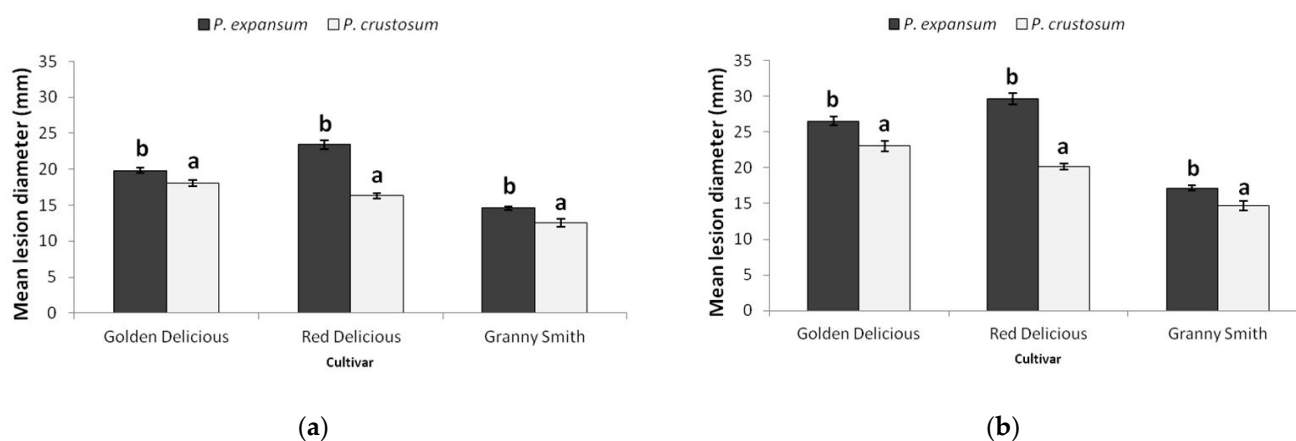 P. expansum P. crustosum
Mean lesion diameter (mm)
35
30
25
20
15
10
5
0
b a b a b a
Golden Delicious Red Delicious Granny Smith
Cultivar
(a)
P. expansum P. crustosum
Mean lesion diameter (mm)
35
30
25
20
15
10
5
0
b a b a b a
Golden Delicious Red Delicious Granny Smith
Cultivar
(b)